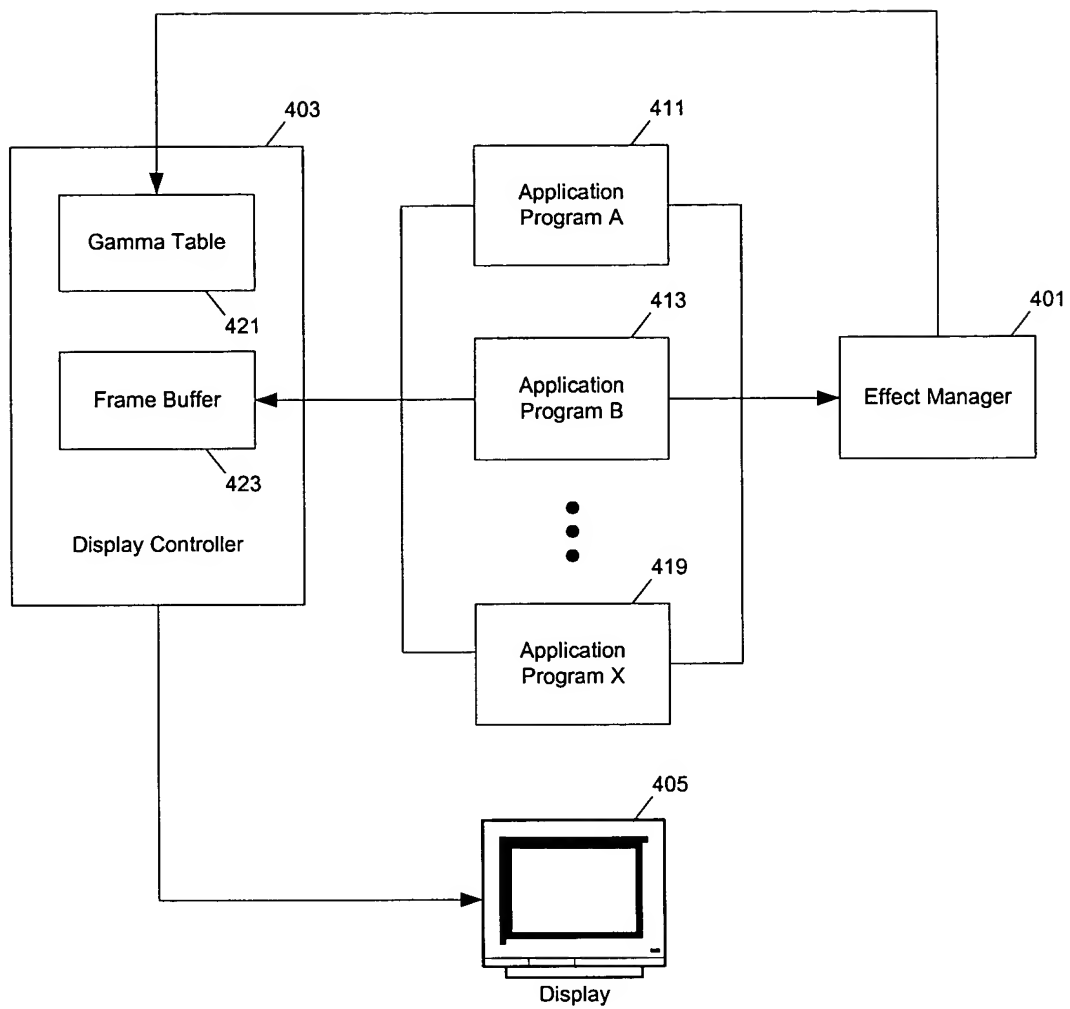 403
411
Application
Program A
Gamma Table
421
413
401
Frame Buffer
Application
Program B
Effect Manager
423
Display Controller
419
Application
Program X
405
Display